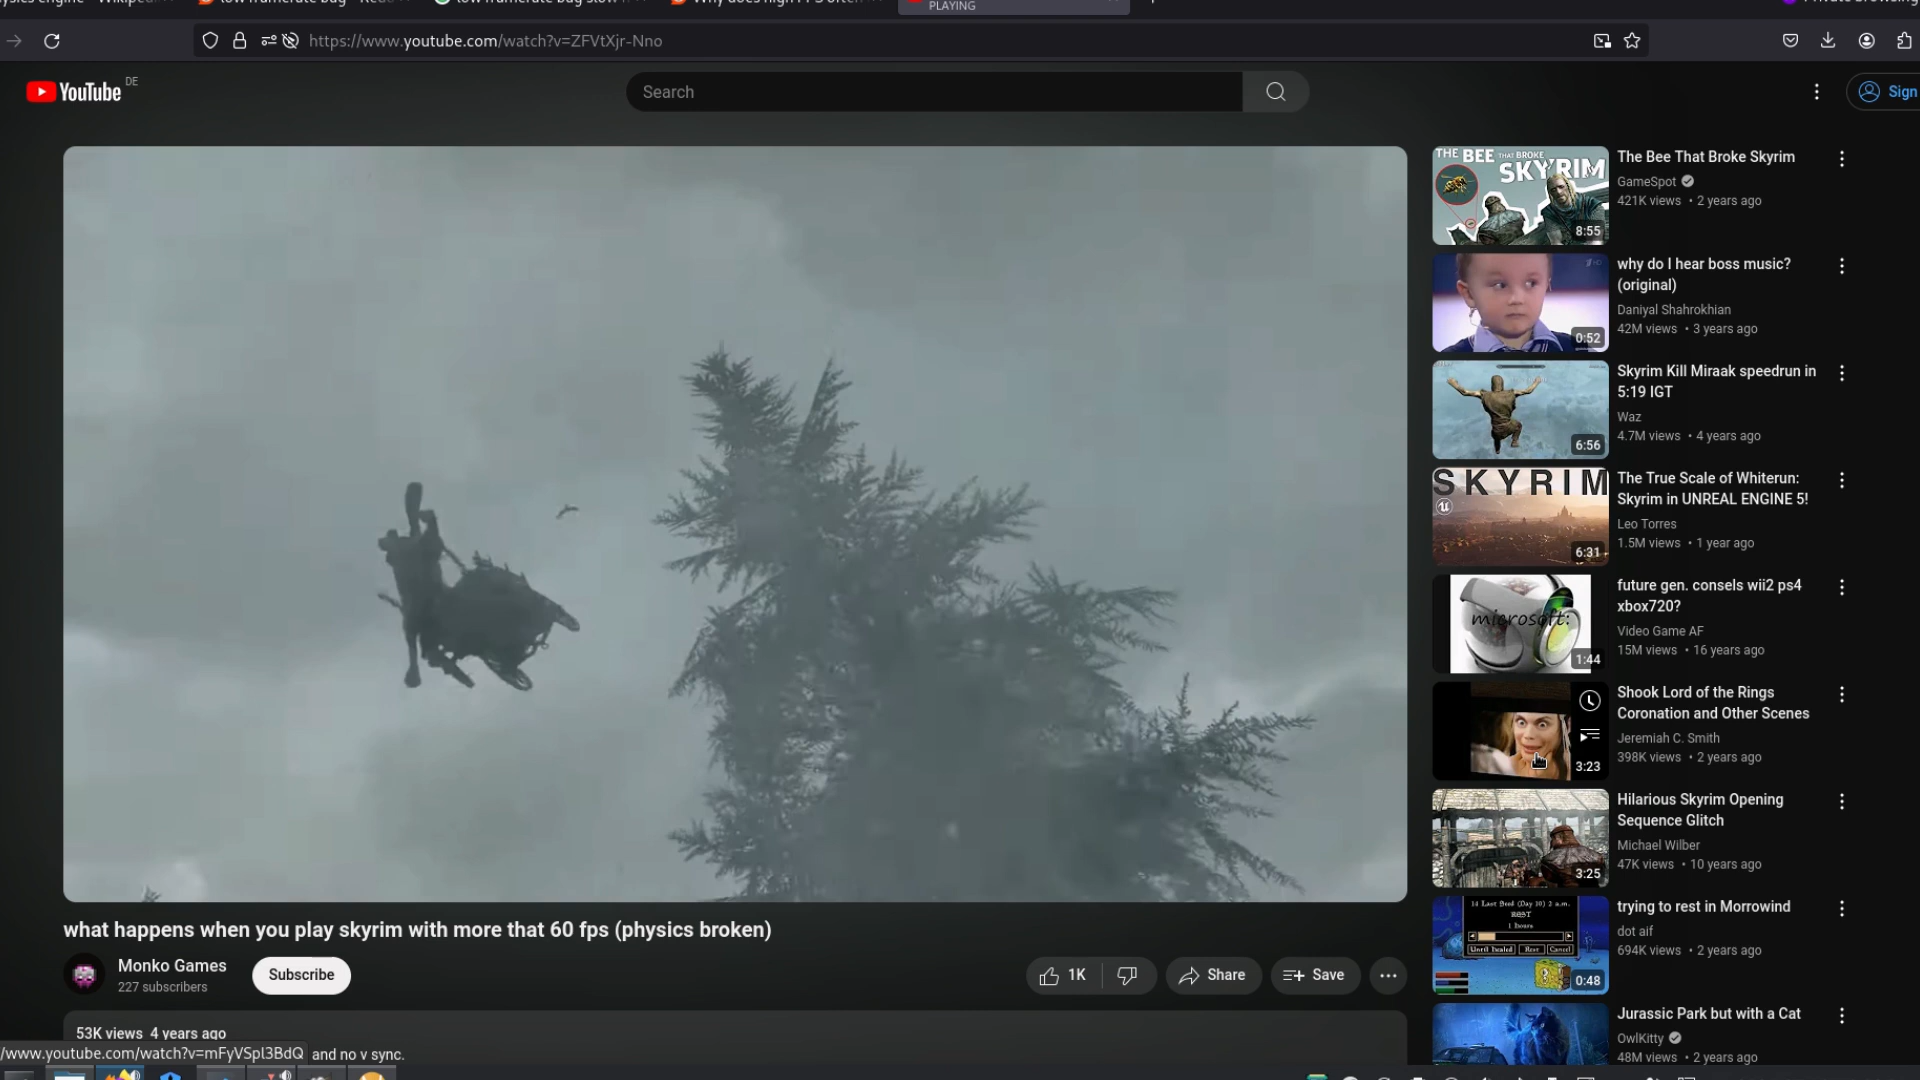 PLAYING
https://www.youtube.com/watch?v=ZFVtXjr-Nno
YouTube DE
Search
Sign
THE BEE THAT BROKE
SKYRIM
8:55
The Bee That Broke Skyrim
GameSpot
421K views • 2 years ago
0:52
why do I hear boss music?
(original)
Daniyal Shahrokhian
42M views • 3 years ago
6:56
Skyrim Kill Miraak speedrun in
5:19 IGT
Waz
4.7M views • 4 years ago
SKYRIM
6:31
The True Scale of Whiterun:
Skyrim in UNREAL ENGINE 5!
Leo Torres
1.5M views • 1 year ago
microsoft:
1:44
future gen. consels wii2 ps4
xbox720?
Video Game AF
15M views • 16 years ago
3:23
Shook Lord of the Rings
Coronation and Other Scenes
Jeremiah C. Smith
398K views • 2 years ago
3:25
Hilarious Skyrim Opening
Sequence Glitch
Michael Wilber
47K views • 10 years ago
REST
0:48
trying to rest in Morrowind
dot aif
694K views • 2 years ago
Jurassic Park but with a Cat
OwlKitty
48M views • 2 years ago
what happens when you play skyrim with more that 60 fps (physics broken)
Monko Games
227 subscribers
Subscribe
1K
Share
Save
53K views 4 years ago
/www.youtube.com/watch?v=mFyVSpl3BdQ and no v sync.